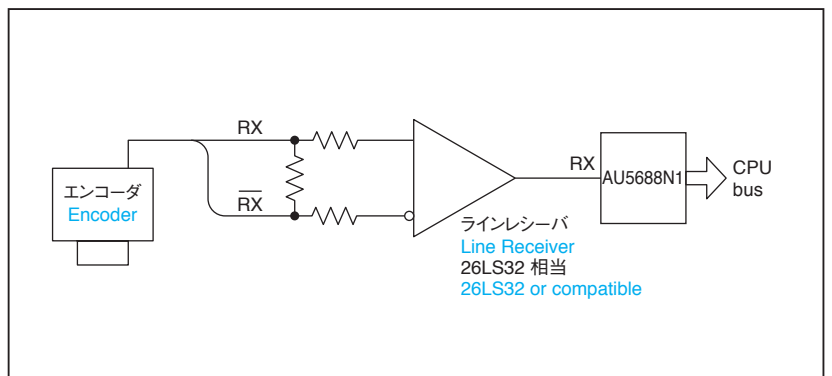 エンコーダ
Encoder
RX
R̅X̅
ラインレシーバ
Line Receiver
26LS32 相当
26LS32 or compatible
RX
AU5688N1
CPU
bus